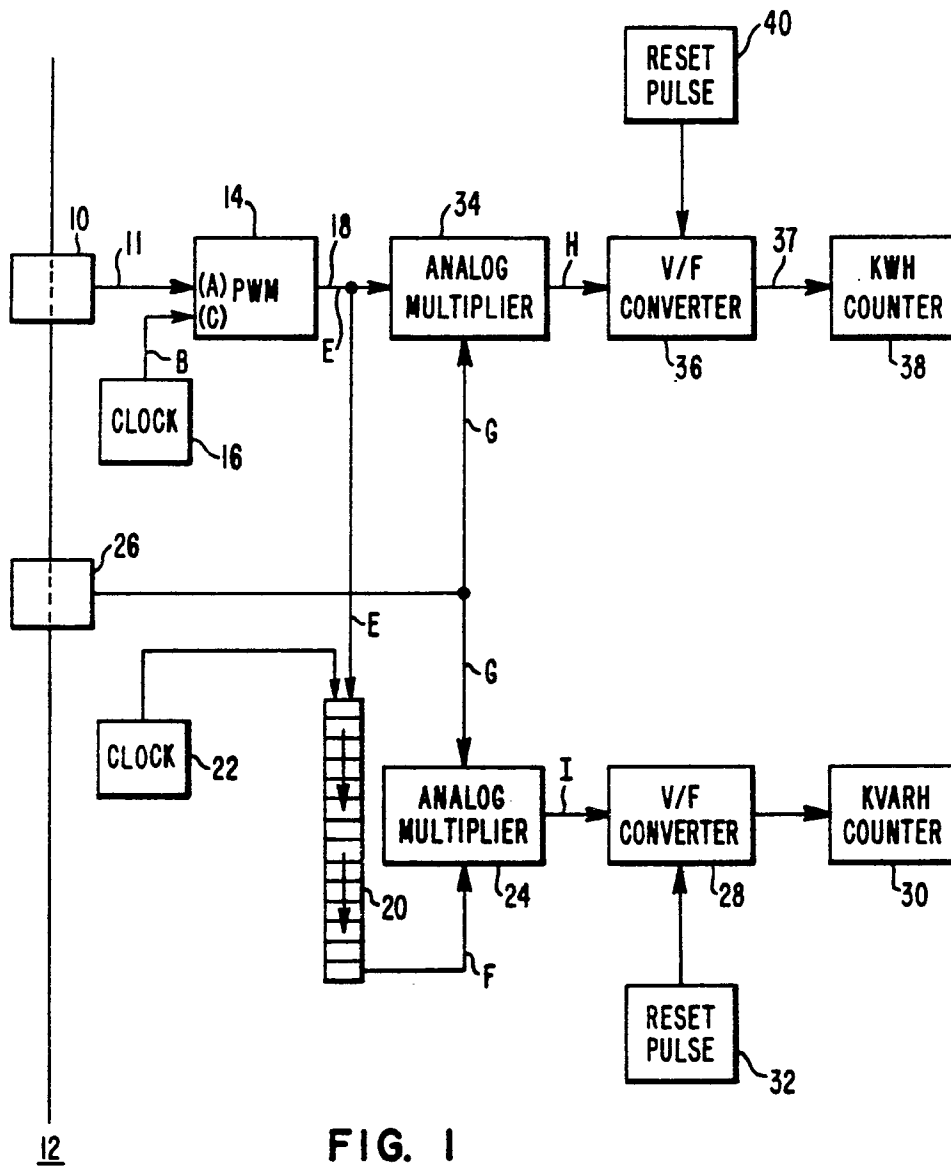 40
RESET
PULSE
10
11
14
18
34
(A) PWM
(C)
E
ANALOG
MULTIPLIER
H
V/F
CONVERTER
36
37
KWH
COUNTER
38
B
CLOCK
16
G
26
E
G
CLOCK
22
20
ANALOG
MULTIPLIER
24
I
V/F
CONVERTER
28
KVARH
COUNTER
30
F
RESET
PULSE
32
12
FIG. 1